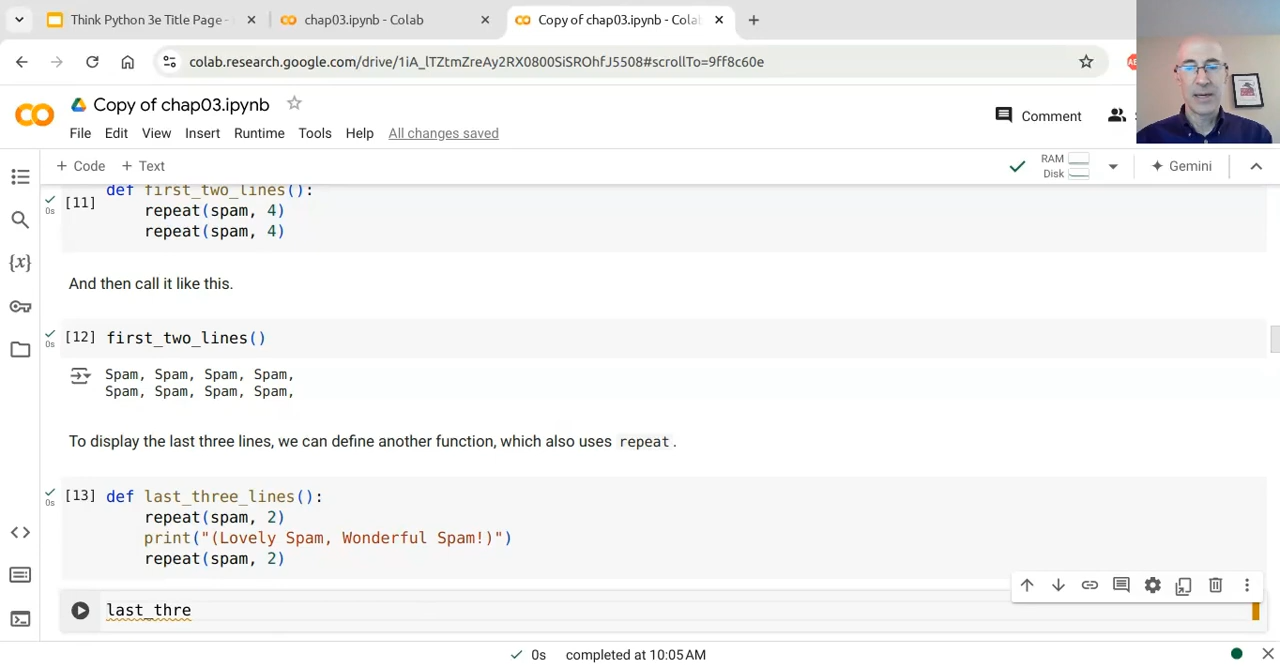 Think Python 3e Title Page -
chap03.ipynb - Colab
Copy of chap03.ipynb - Cola
colab.research.google.com/drive/1iA_lTZtmZreAy2RX0800SiSROhfJ5508#scrollTo=9ff8c60e
Copy of chap03.ipynb
File Edit View Insert Runtime Tools Help All changes saved
Comment
+ Code + Text
RAM
Disk
Gemini
[11] def first_two_lines():
0s
repeat(spam, 4)
repeat(spam, 4)
And then call it like this.
[12] first_two_lines()
0s
Spam, Spam, Spam, Spam,
Spam, Spam, Spam, Spam,
To display the last three lines, we can define another function, which also uses repeat.
[13] def last_three_lines():
0s
repeat(spam, 2)
print("(Lovely Spam, Wonderful Spam!)")
repeat(spam, 2)
last_thre
0s completed at 10:05 AM